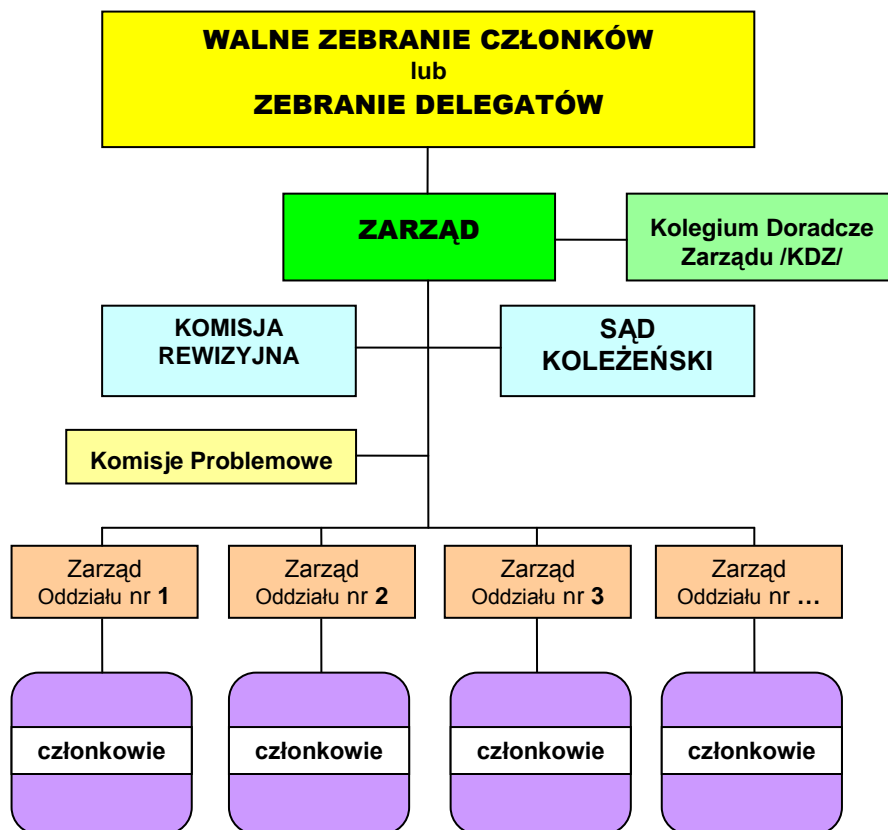 WALNE ZEBRANIE CZŁONKÓW
lub
ZEBRANIE DELEGATÓW
ZARZĄD
Kolegium Doradcze
Zarządu /KDZ/
KOMISJA
REWIZYJNA
SĄD
KOLEŻEŃSKI
Komisje Problemowe
Zarząd
Oddziału nr 1
Zarząd
Oddziału nr 2
Zarząd
Oddziału nr 3
Zarząd
Oddziału nr …
członkowie
członkowie
członkowie
członkowie